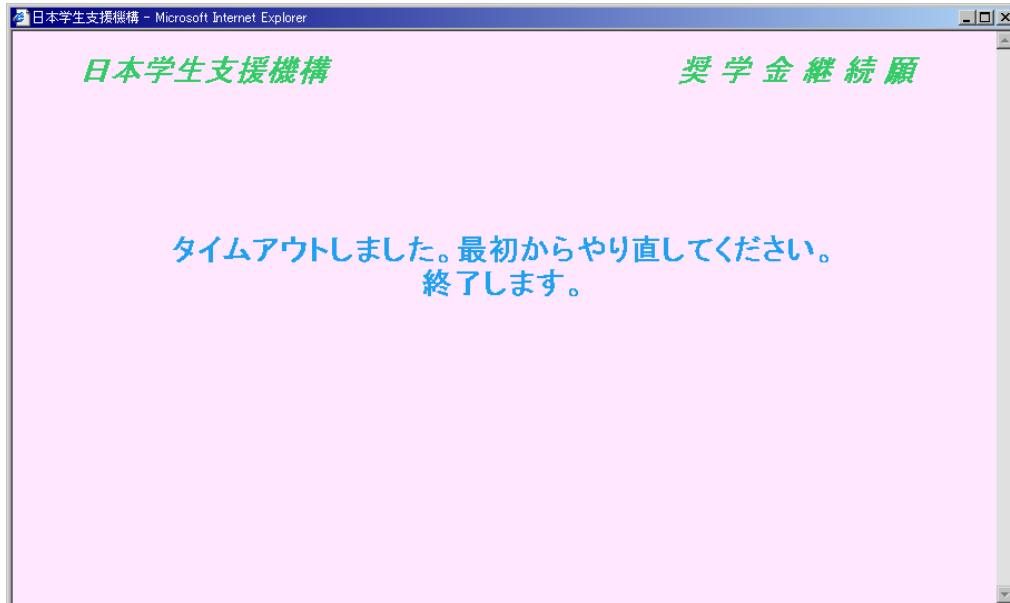 日本学生支援機構 - Microsoft Internet Explorer
日本学生支援機構
奨学金継続願
タイムアウトしました。最初からやり直してください。
終了します。